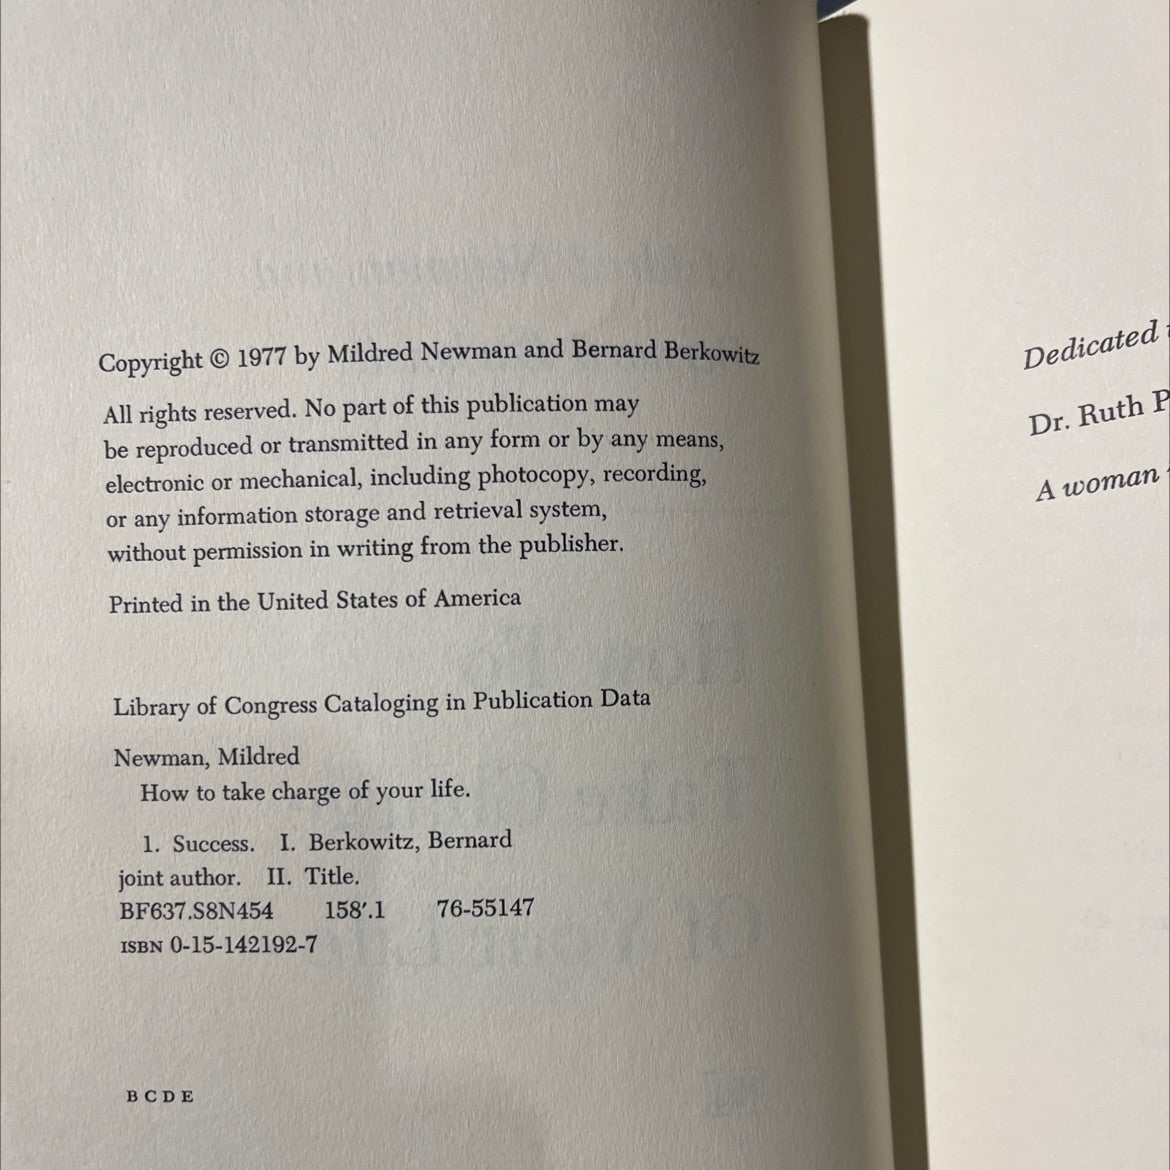 Copyright © 1977 by Mildred Newman and Bernard Berkowitz
All rights reserved. No part of this publication may
be reproduced or transmitted in any form or by any means,
electronic or mechanical, including photocopy, recording,
or any information storage and retrieval system,
without permission in writing from the publisher.
Printed in the United States of America
Library of Congress Cataloging in Publication Data
Newman, Mildred
How to take charge of your life.
1. Success. I. Berkowitz, Bernard
joint author. II. Title.
BF637.S8N454 158'.1 76-55147
ISBN 0-15-142192-7
B C D E
Dedicated
Dr. Ruth P
A woman